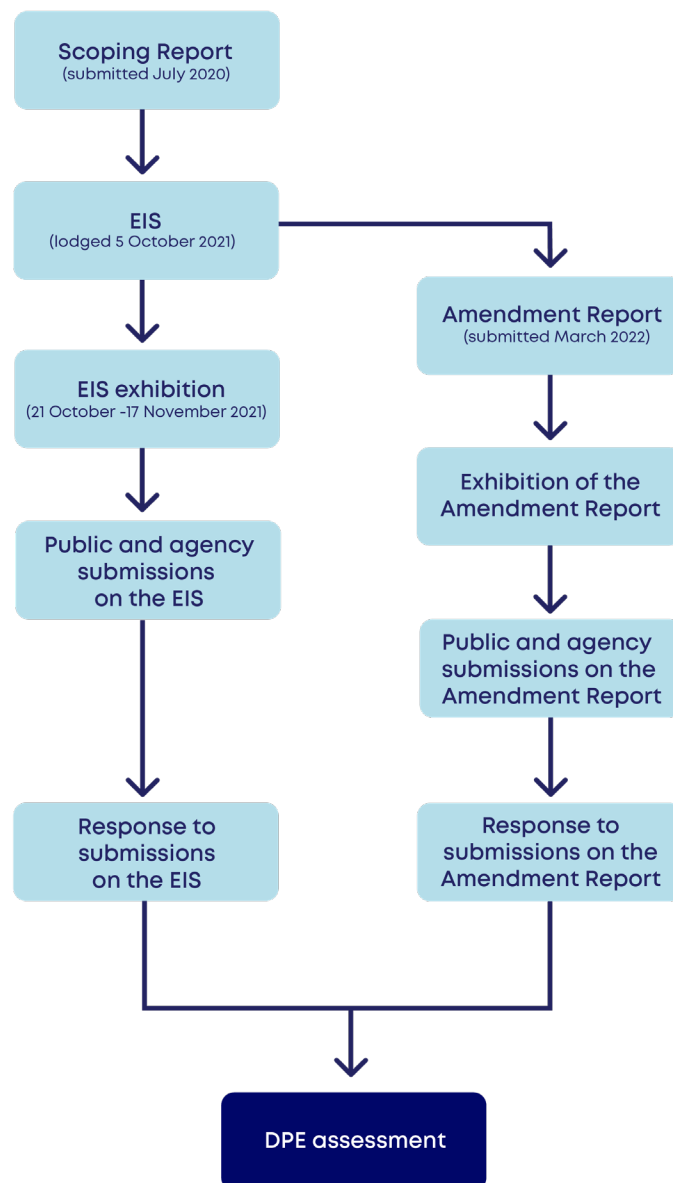 Scoping Report
(submitted July 2020)
EIS
(lodged 5 October 2021)
EIS exhibition
(21 October -17 November 2021)
Public and agency
submissions
on the EIS
Response to
submissions
on the EIS
Amendment Report
(submitted March 2022)
Exhibition of the
Amendment Report
Public and agency
submissions on the
Amendment Report
Response to
submissions on the
Amendment Report
DPE assessment